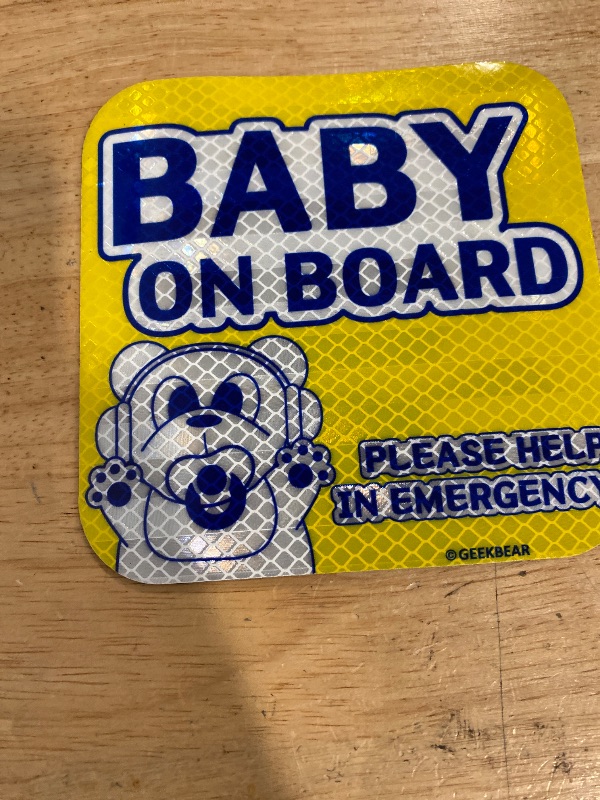 BABY
ON BOARD
PLEASE HELP
IN EMERGENCY
©GEEKBEAR